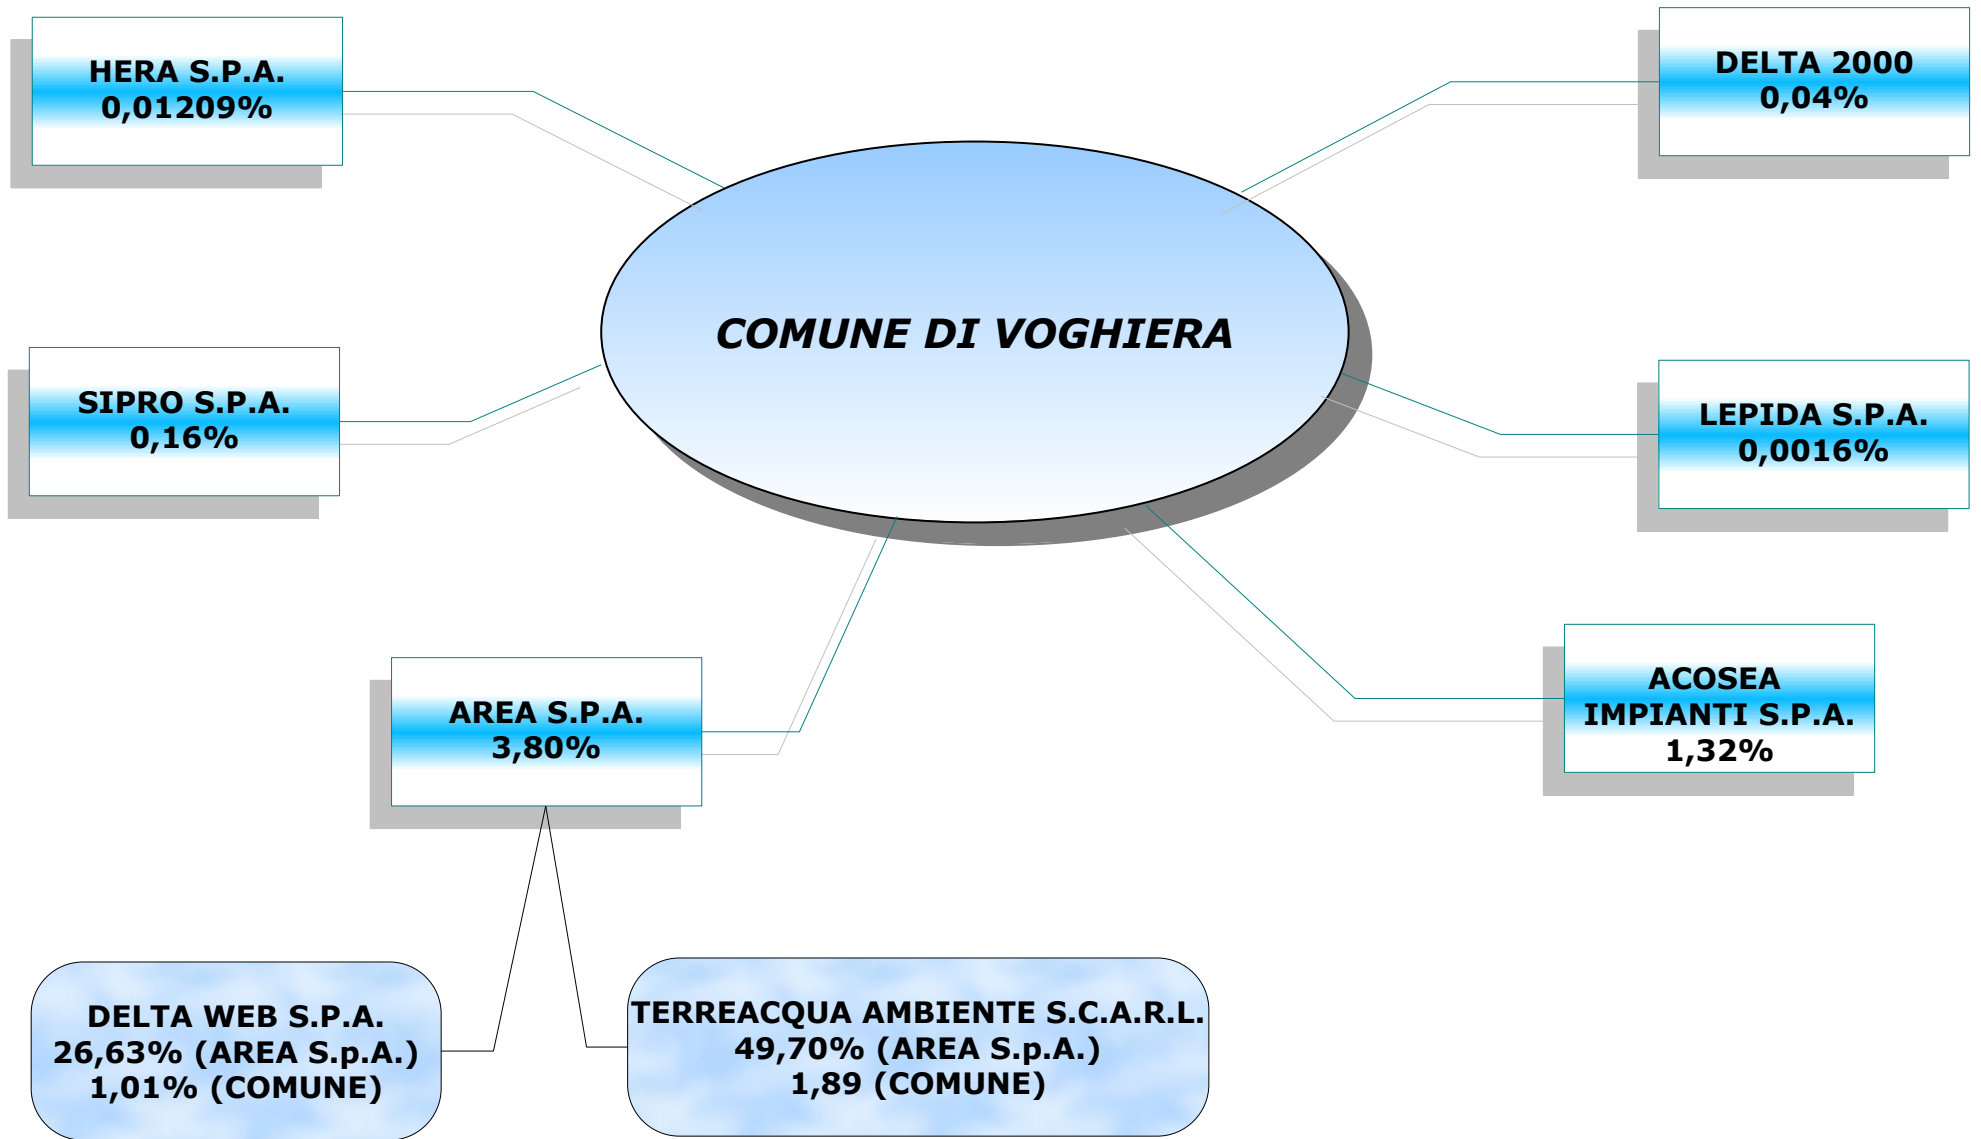 HERA S.P.A.
0,01209%
DELTA 2000
0,04%
COMUNE DI VOGHIERA
SIPRO S.P.A.
0,16%
LEPIDA S.P.A.
0,0016%
AREA S.P.A.
3,80%
ACOSEA
IMPIANTI S.P.A.
1,32%
DELTA WEB S.P.A.
26,63% (AREA S.p.A.)
1,01% (COMUNE)
TERREACQUA AMBIENTE S.C.A.R.L.
49,70% (AREA S.p.A.)
1,89 (COMUNE)